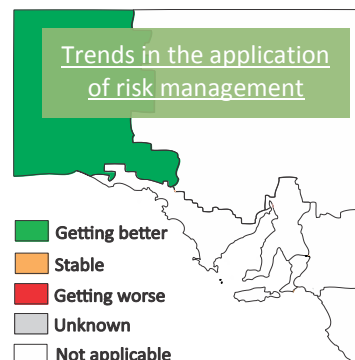 Trends in the application
of risk management
Getting better
Stable
Getting worse
Unknown
Not applicable